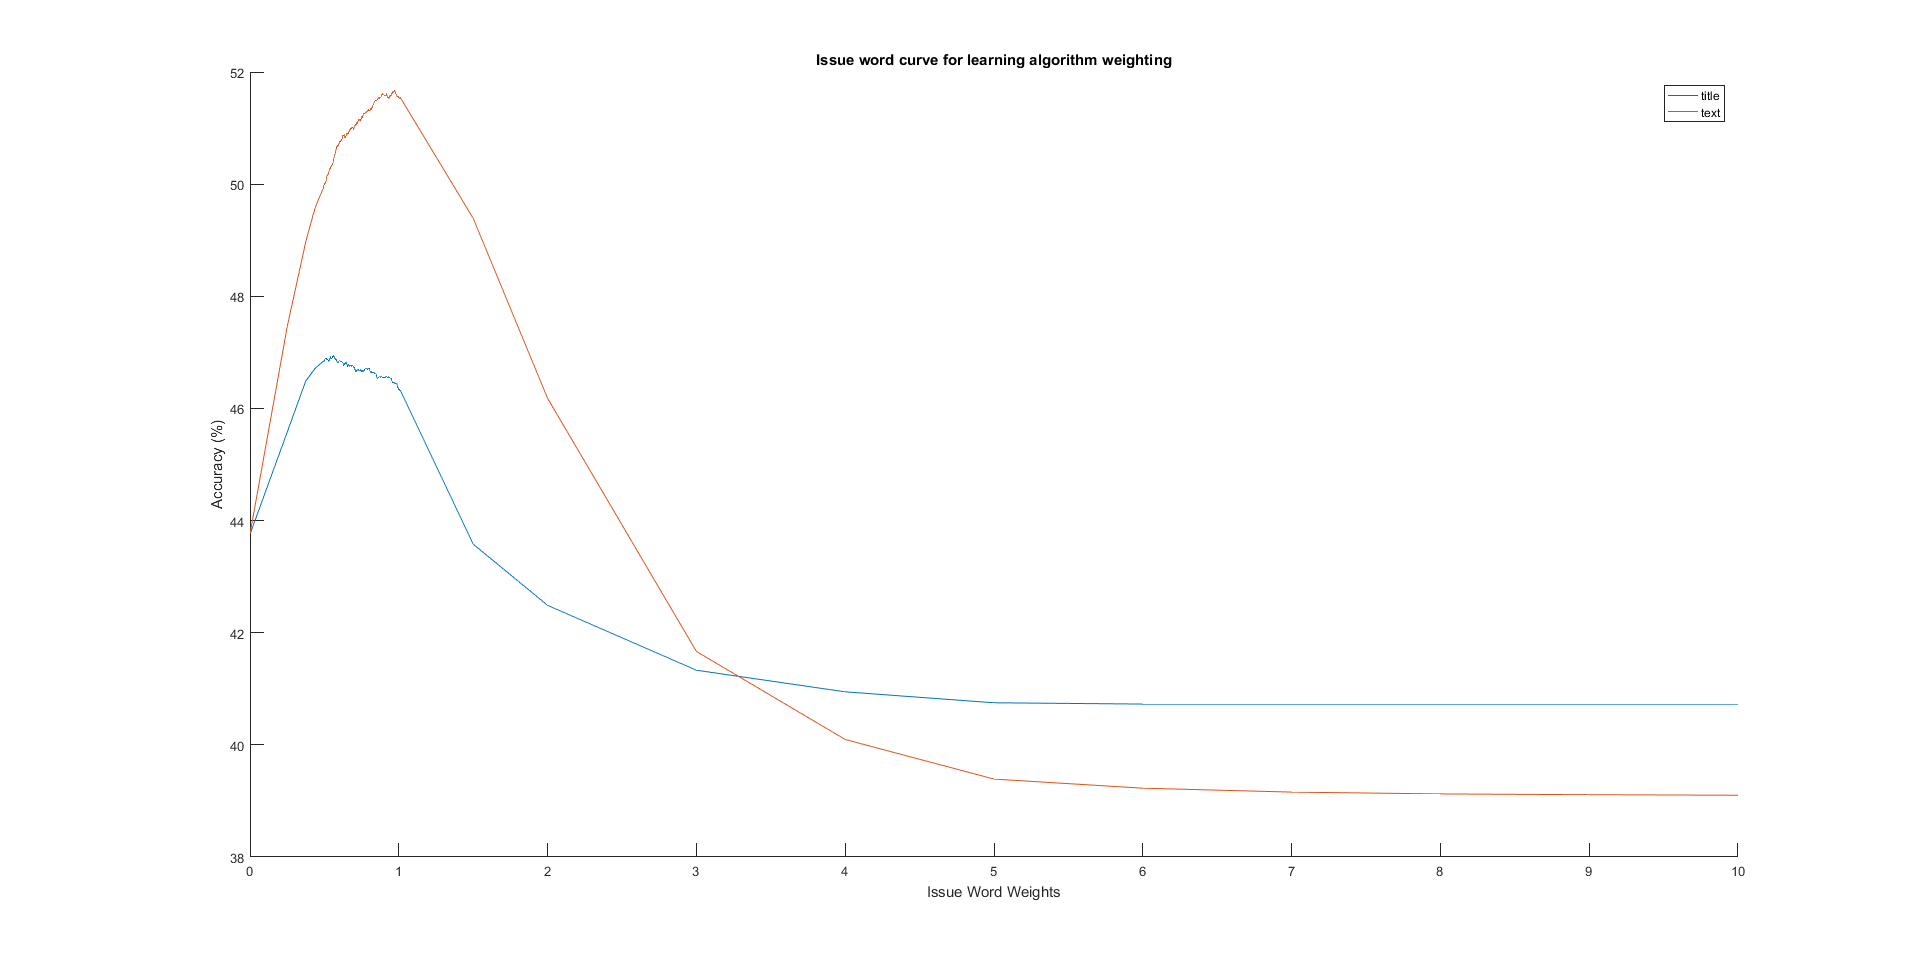 Issue word curve for learning algorithm weighting
title
text
52
50
48
46
44
42
40
38
Accuracy (%)
0 1 2 3 4 5 6 7 8 9 10
Issue Word Weights